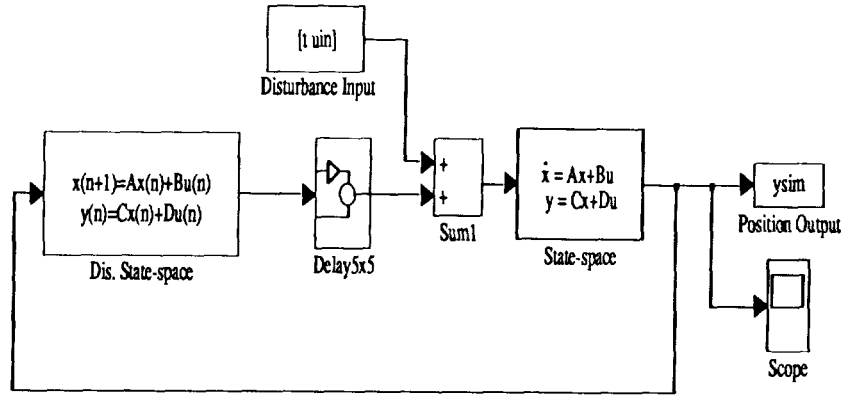 [t uin]
Disturbance Input
x(n+1)=Ax(n)+Bu(n)
y(n)=Cx(n)+Du(n)
Dis. State-space
Delay5x5
+
+
Sum1
ẋ = Ax+Bu
y = Cx+Du
State-space
ysim
Position Output
Scope